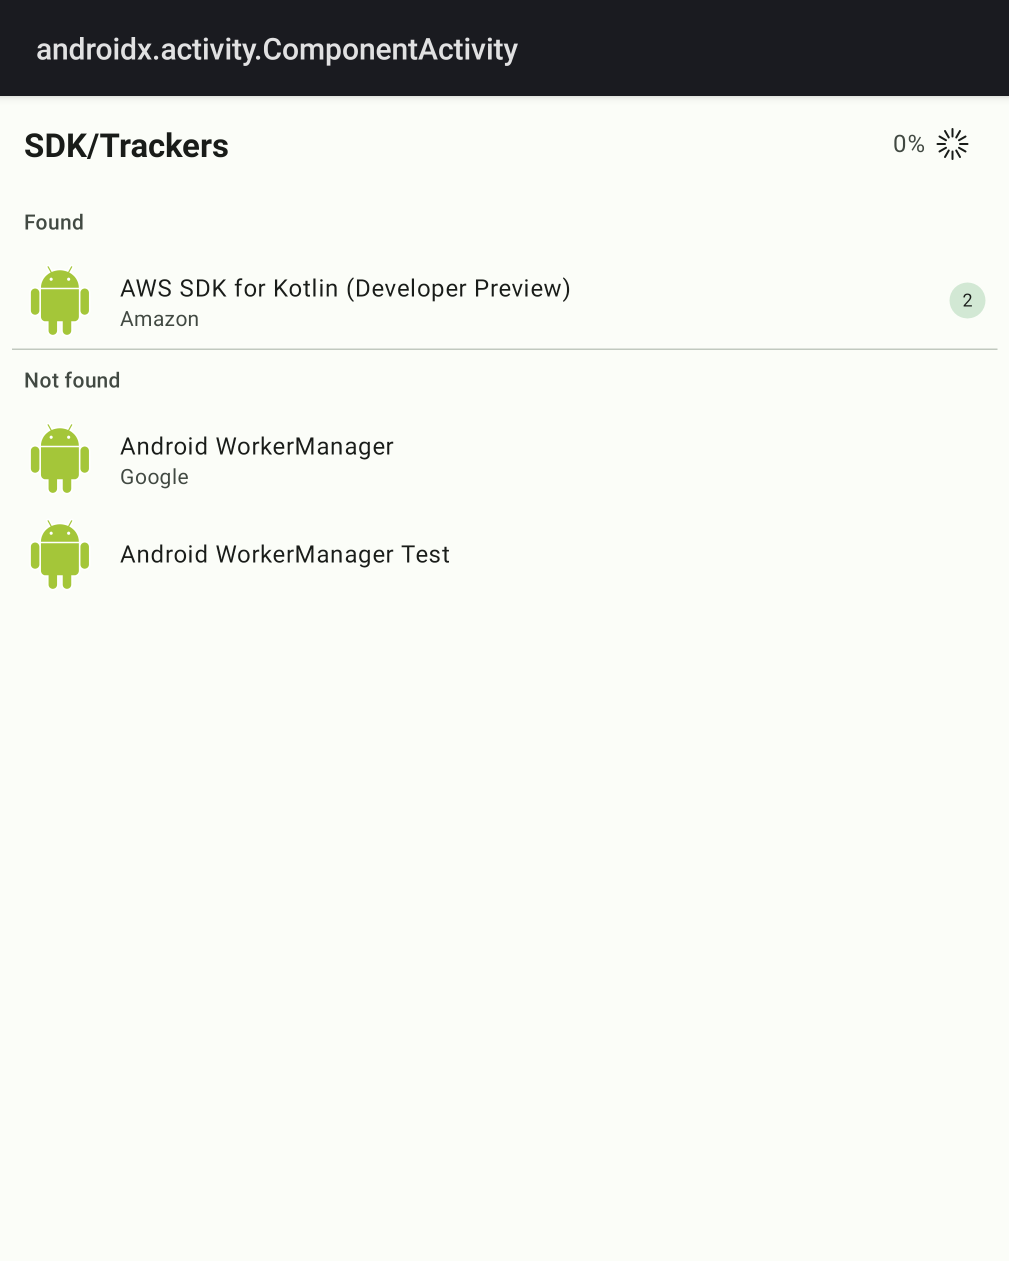 androidx.activity.ComponentActivity
SDK/Trackers
0%
Found
AWS SDK for Kotlin (Developer Preview)
Amazon
2
Not found
Android WorkerManager
Google
Android WorkerManager Test